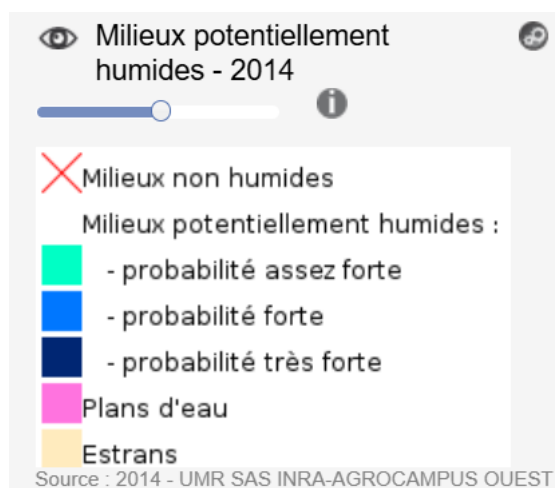 Milieux potentiellement
humides - 2014
Milieux non humides
Milieux potentiellement humides :
- probabilité assez forte
- probabilité forte
- probabilité très forte
Plans d'eau
Estrans
Source : 2014 - UMR SAS INRA-AGROCAMPUS OUEST